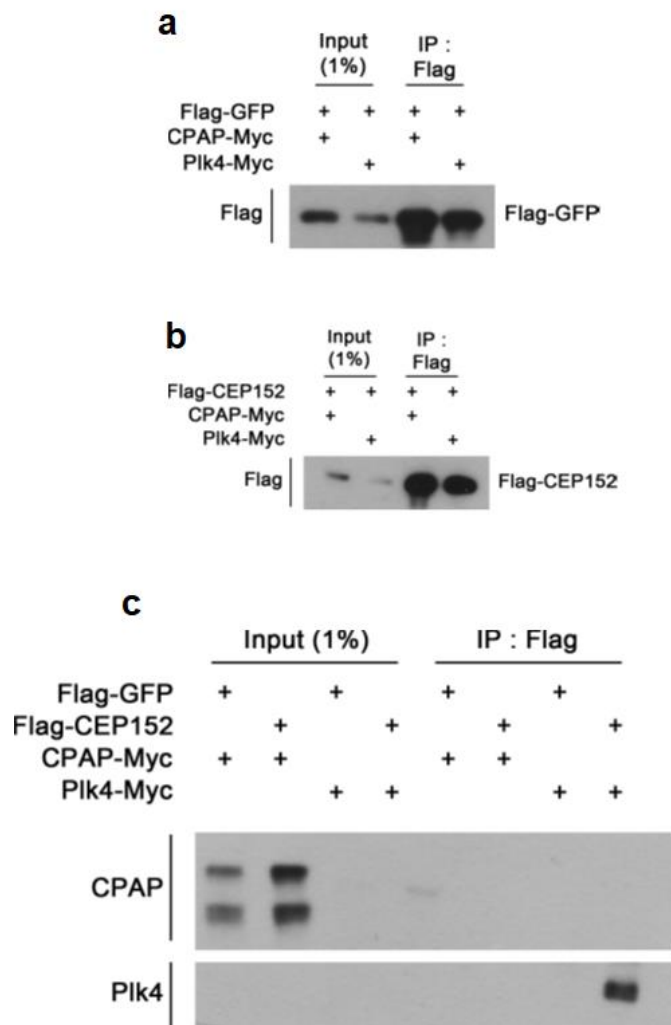 a
Input IP :
(1%) Flag
Flag-GFP + + + +
CPAP-Myc + +
Plk4-Myc + +
Flag Flag-GFP
b
Input IP :
(1%) Flag
Flag-CEP152 + + + +
CPAP-Myc + +
Plk4-Myc + +
Flag Flag-CEP152
c
Input (1%) IP : Flag
Flag-GFP + + + +
Flag-CEP152 + + + +
CPAP-Myc + + + +
Plk4-Myc + + + +
CPAP
Plk4